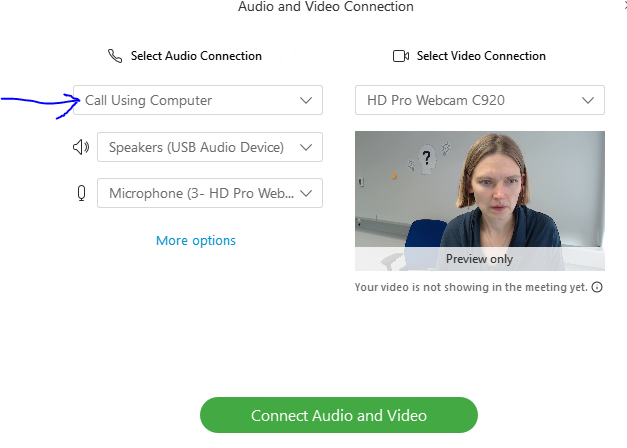 Audio and Video Connection
Select Audio Connection
Select Video Connection
Call Using Computer
HD Pro Webcam C920
Speakers (USB Audio Device)
Microphone (3- HD Pro Web...
?
Preview only
More options
Your video is not showing in the meeting yet.
Connect Audio and Video